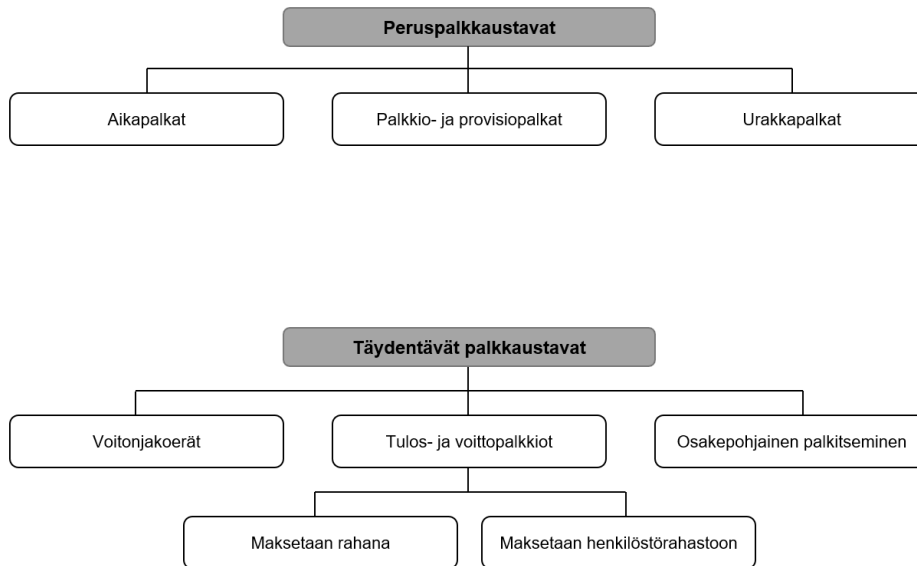 Peruspalkkaustavat
Aikapalkat
Palkkio- ja provisiopalkat
Urakkapalkat
Täydentävät palkkaustavat
Voitonjakoerät
Tulos- ja voittopalkkiot
Osakepohjainen palkitseminen
Maksetaan rahana
Maksetaan henkilöstörahastoon